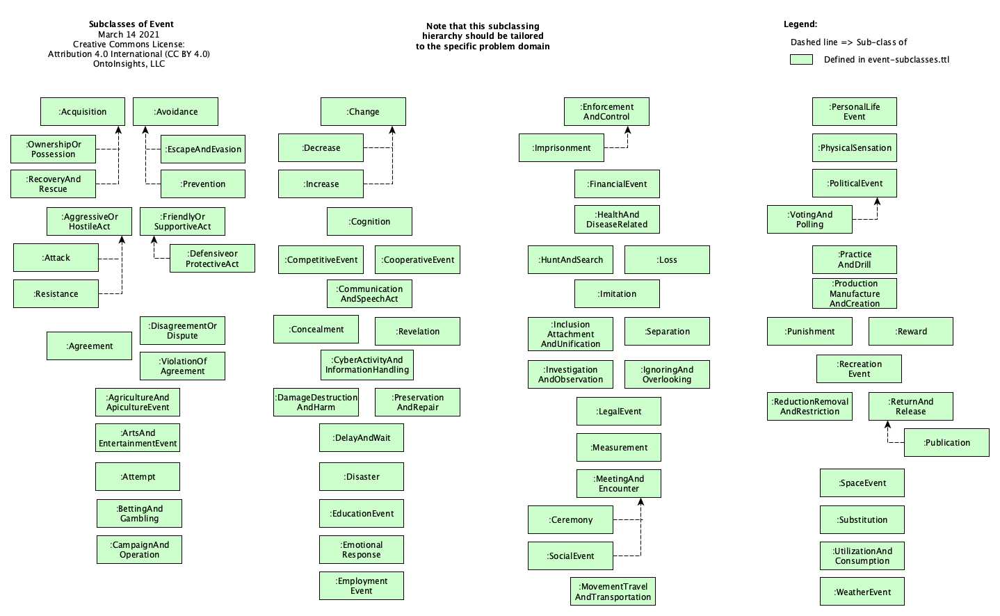 Subclasses of Event
March 14 2021
Creative Commons License:
Attribution 4.0 International (CC BY 4.0)
OntoInsights, LLC
Note that this subclassing
hierarchy should be tailored
to the specific problem domain
Legend:
Dashed line => Sub-class of
Defined in event-subclasses.ttl
:Acquisition
:Avoidance
:OwnershipOr
Possession
:EscapeAndEvasion
:RecoveryAnd
Rescue
:Prevention
:AggressiveOr
HostileAct
:FriendlyOr
SupportiveAct
:Attack
:Defensiveor
ProtectiveAct
:Resistance
:Agreement
:DisagreementOr
Dispute
:ViolationOf
Agreement
:AgricultureAnd
ApicultureEvent
:ArtsAnd
EntertainmentEvent
:Attempt
:BettingAnd
Gambling
:CampaignAnd
Operation
:Change
:Decrease
:Increase
:Cognition
:CompetitiveEvent
:CooperativeEvent
:Communication
AndSpeechAct
:Concealment
:Revelation
:CyberActivityAnd
InformationHandling
:DamageDestruction
AndHarm
:Preservation
AndRepair
:DelayAndWait
:Disaster
:EducationEvent
:Emotional
Response
:Employment
Event
:Enforcement
AndControl
:Imprisonment
:FinancialEvent
:HealthAnd
DiseaseRelated
:HuntAndSearch
:Loss
:Imitation
:Inclusion
Attachment
AndUnification
:Separation
:Investigation
AndObservation
:IgnoringAnd
Overlooking
:LegalEvent
:Measurement
:MeetingAnd
Encounter
:Ceremony
:SocialEvent
:MovementTravel
AndTransportation
:PersonalLife
Event
:PhysicalSensation
:PoliticalEvent
:VotingAnd
Polling
:Practice
AndDrill
:Production
Manufacture
AndCreation
:Punishment
:Reward
:Recreation
Event
:ReductionRemoval
AndRestriction
:ReturnAnd
Release
:Publication
:SpaceEvent
:Substitution
:UtilizationAnd
Consumption
:WeatherEvent